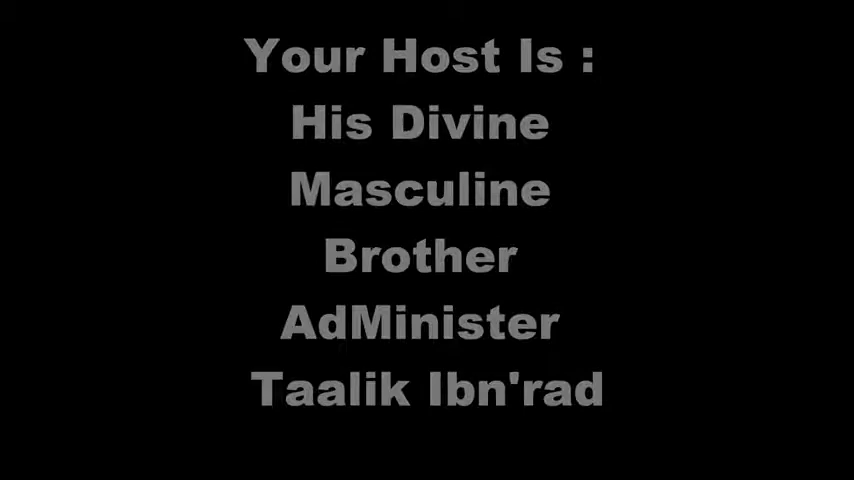 Your Host Is :
His Divine
Masculine
Brother
AdMinister
Taalik Ibn'rad